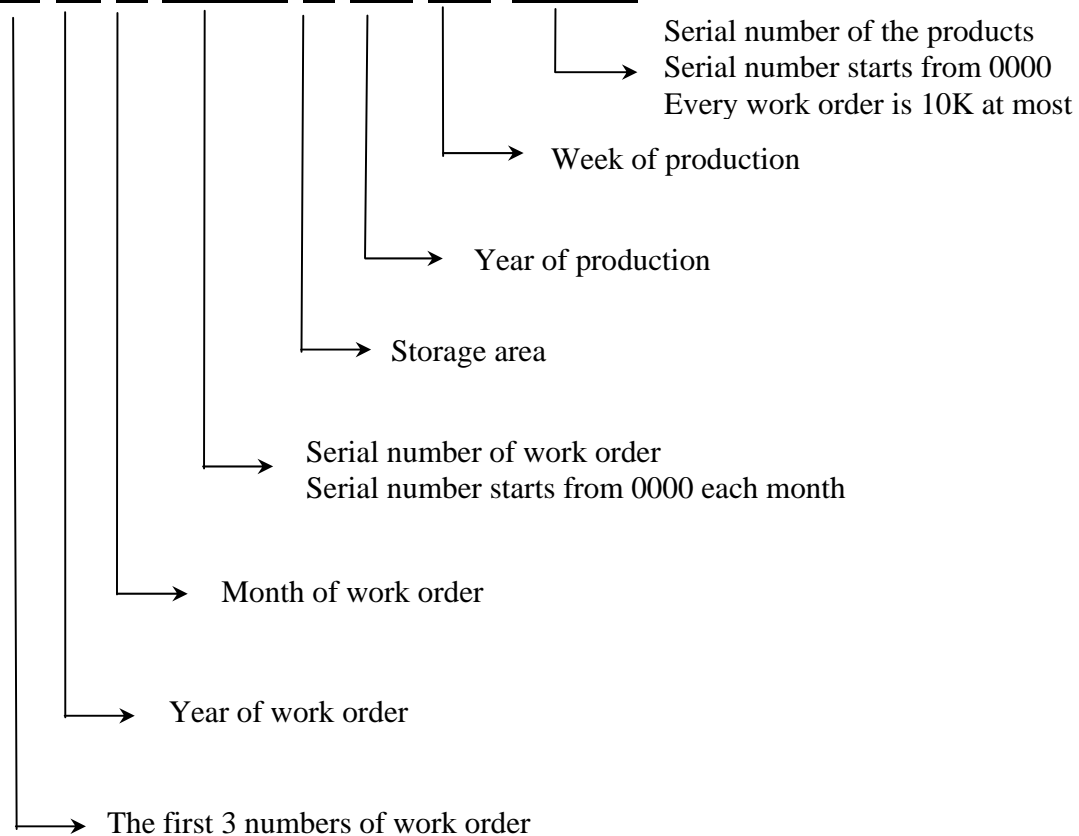 Serial number of the products
Serial number starts from 0000
Every work order is 10K at most
Week of production
Year of production
Storage area
Serial number of work order
Serial number starts from 0000 each month
Month of work order
Year of work order
The first 3 numbers of work order